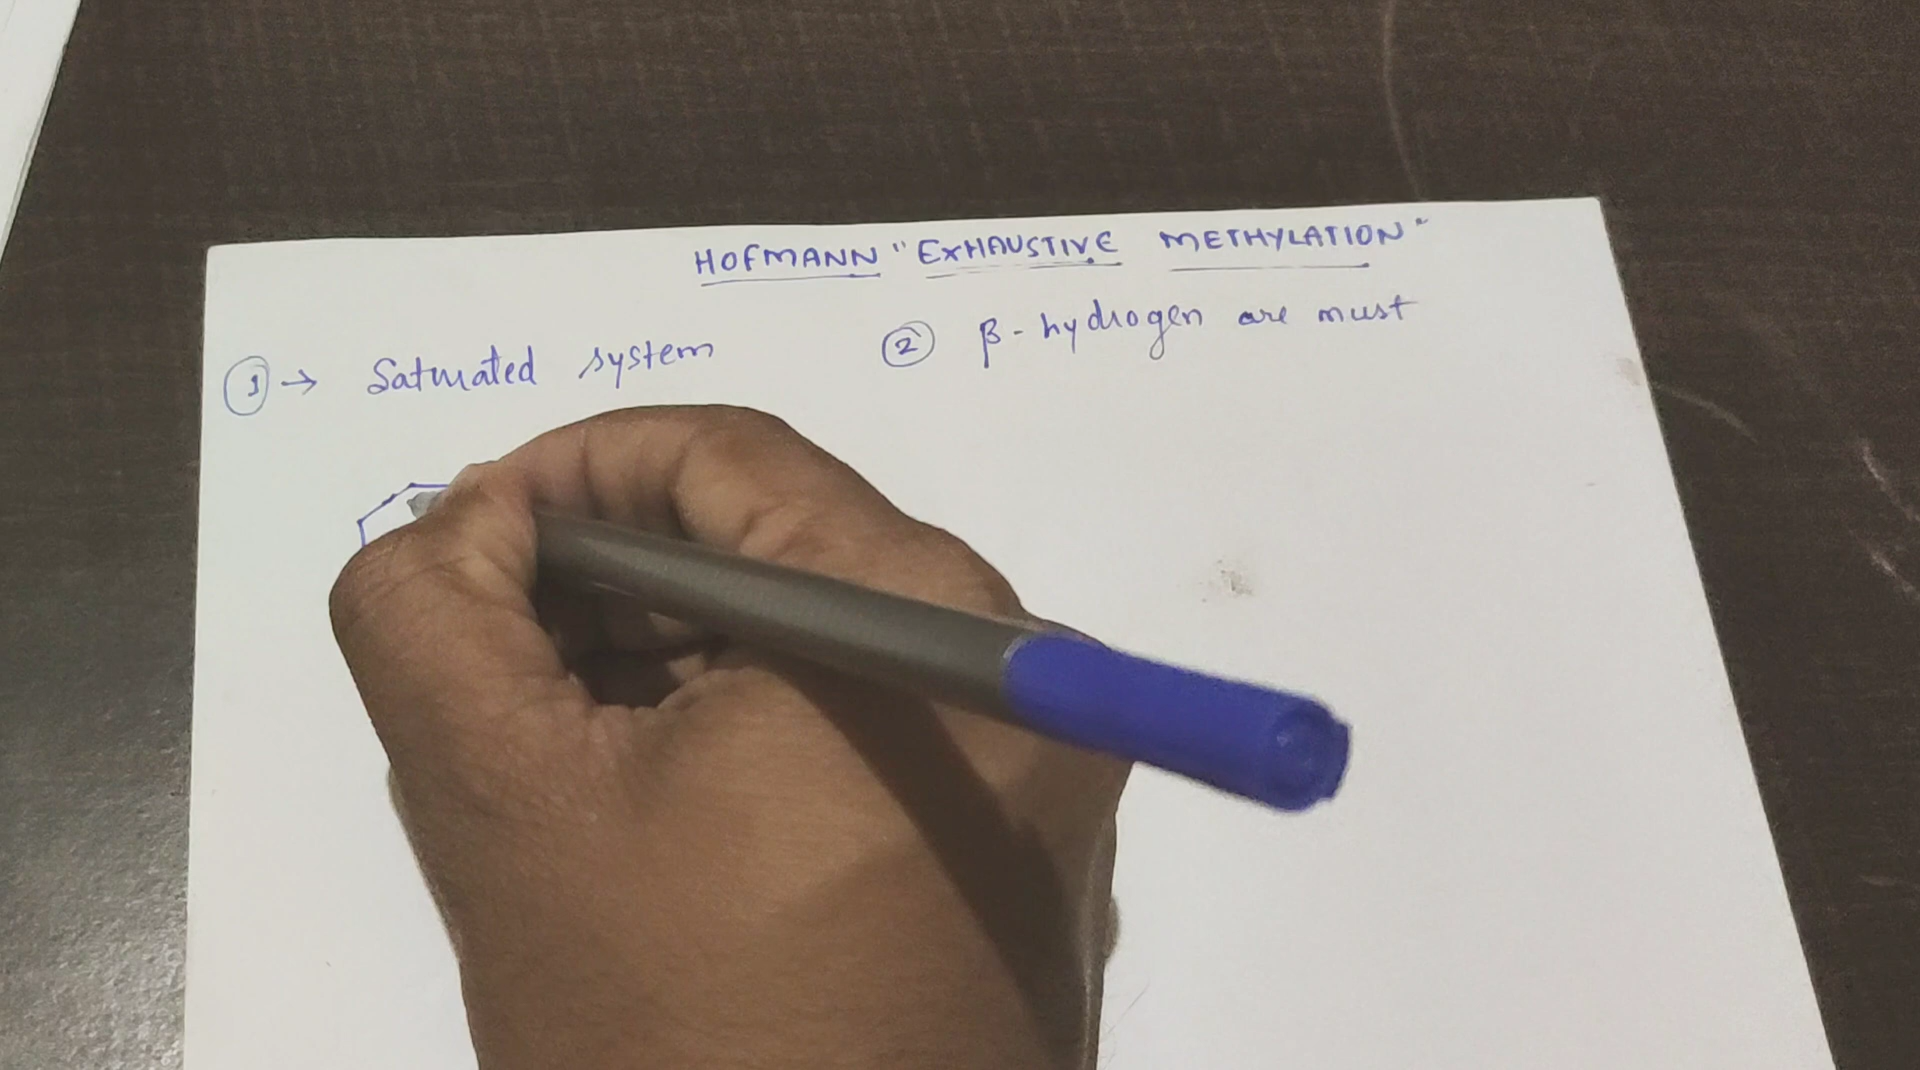 HOFMANN "EXHAUSTIVE METHYLATION"
① → Saturated system
② β-hydrogen are must